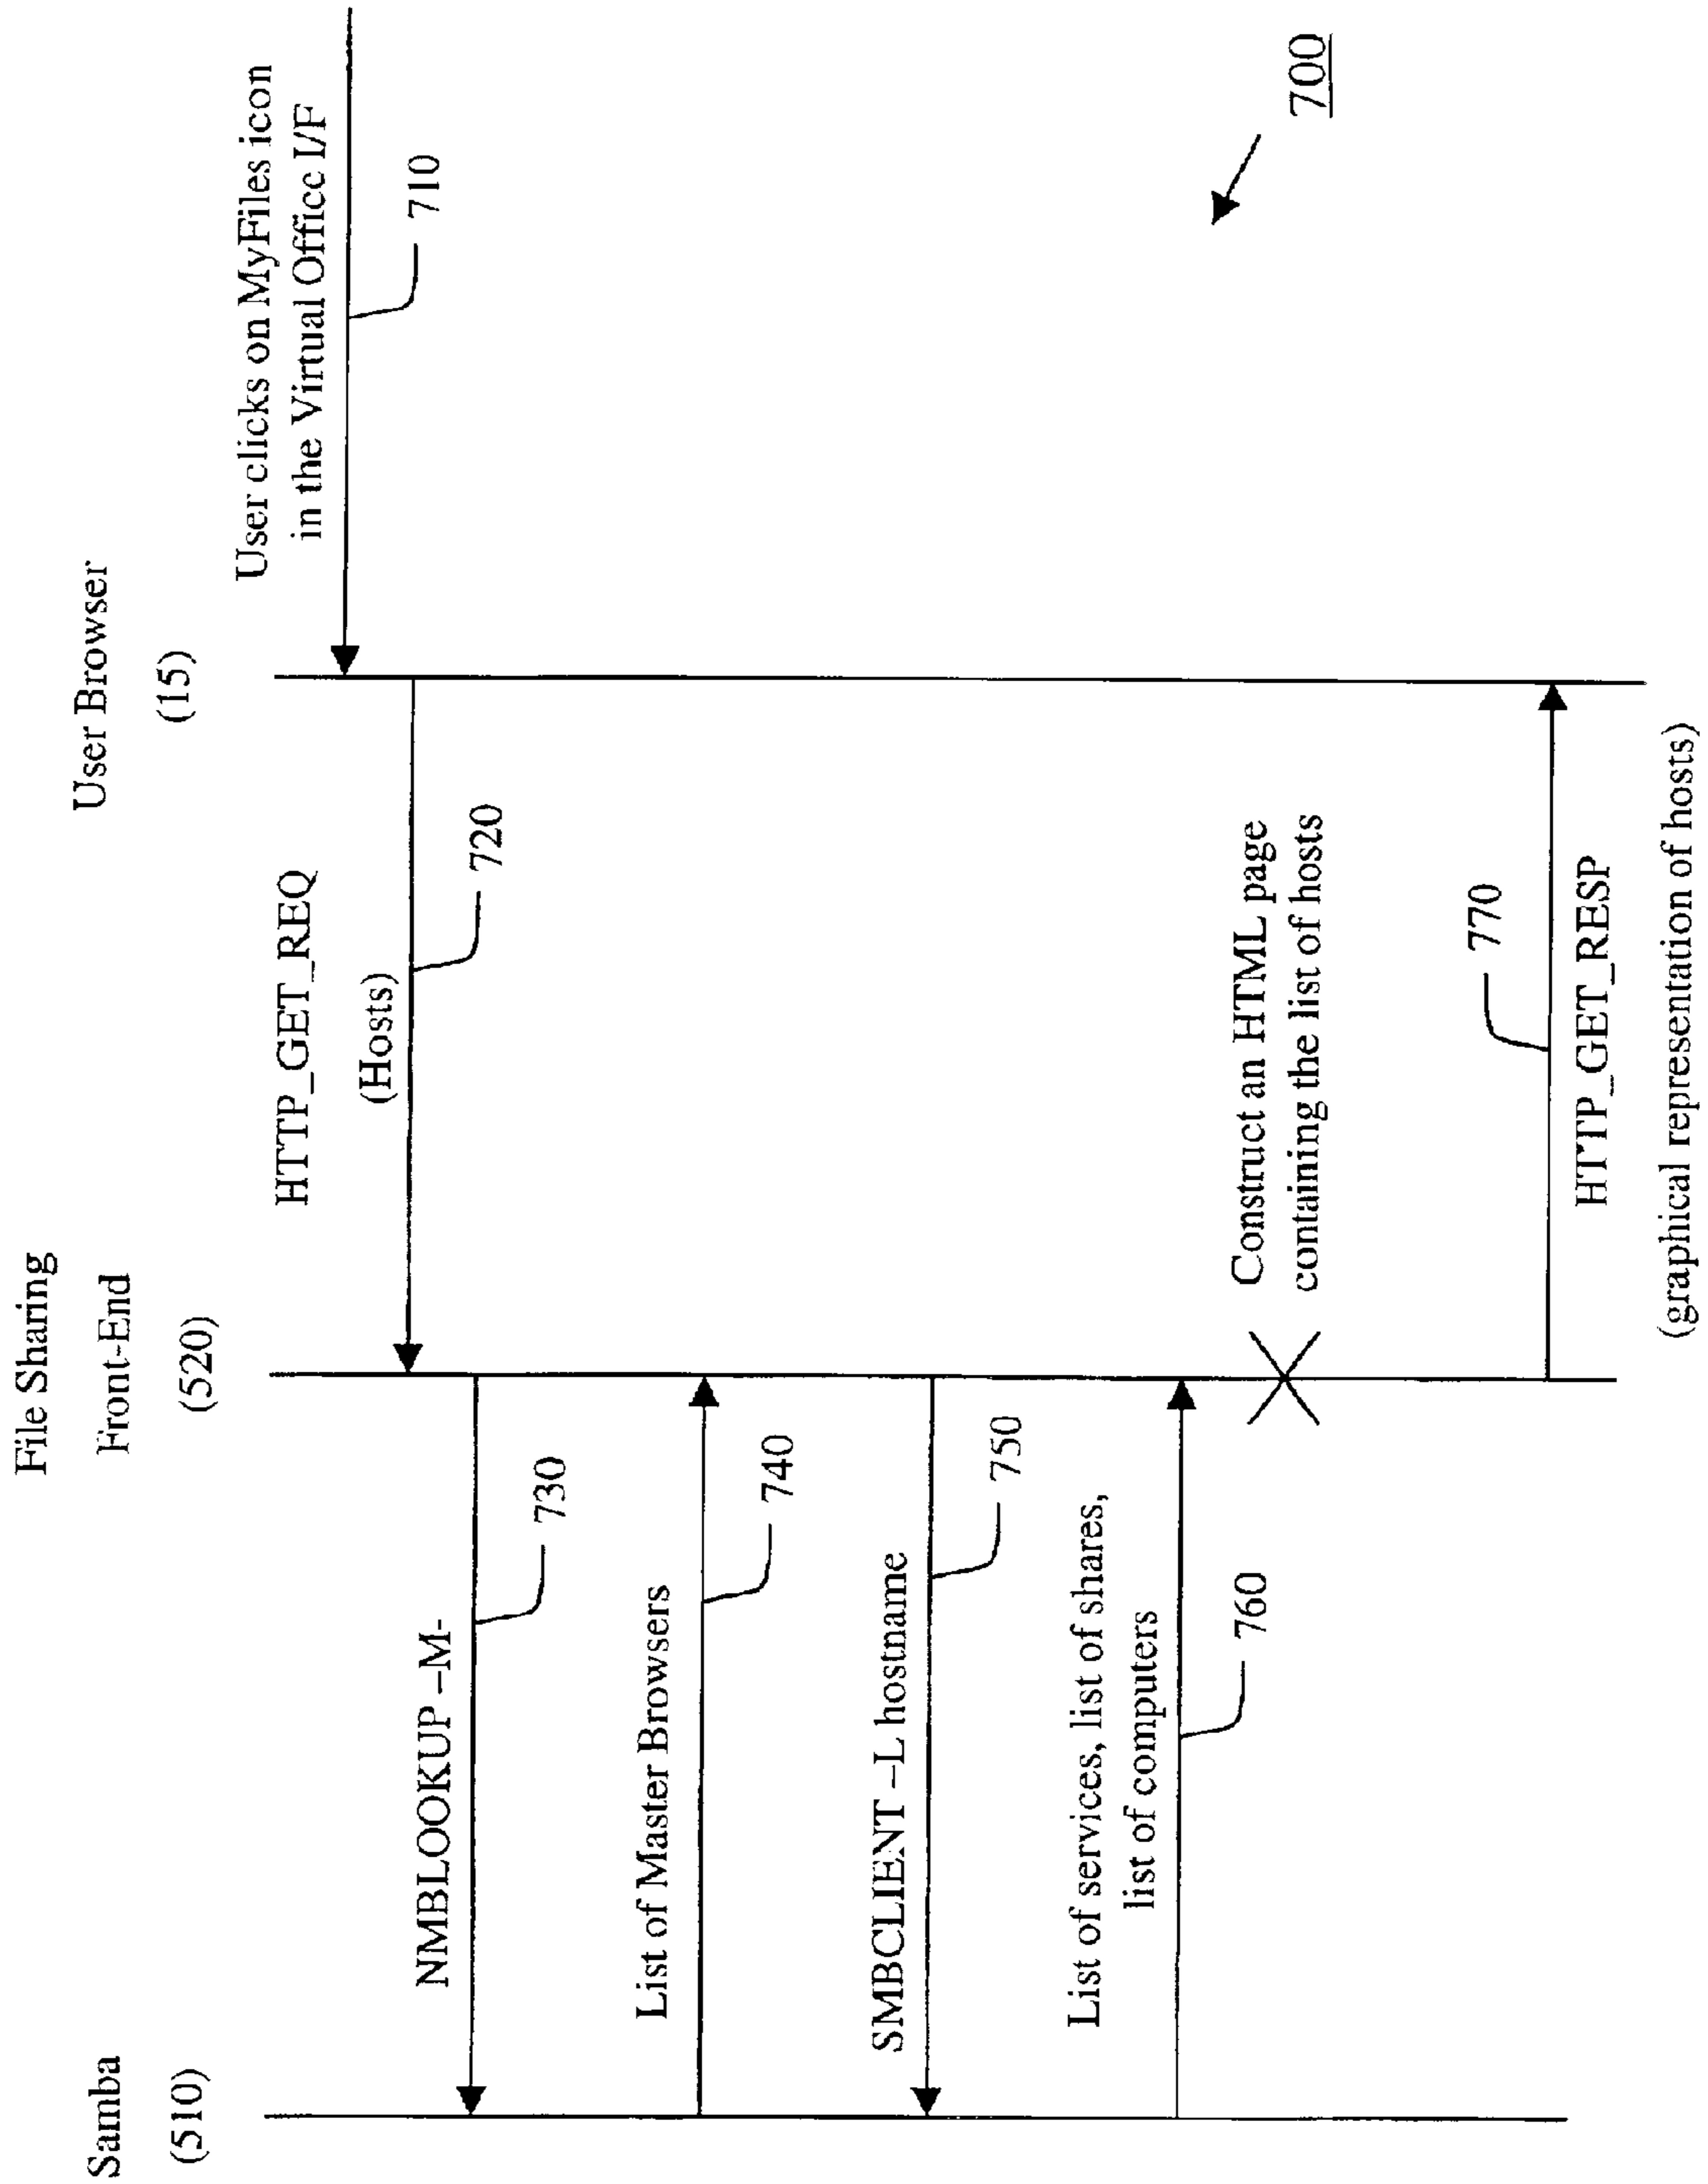 Samba
(510)
File Sharing
Front-End
(520)
User Browser
(15)
User clicks on MyFiles icon
in the Virtual Office I/F
710
HTTP_GET_REQ
(Hosts)
720
NMBLOOKUP –M-
730
List of Master Browsers
740
SMBCLIENT –L hostname
750
List of services, list of shares,
list of computers
760
Construct an HTML page
containing the list of hosts
770
HTTP_GET_RESP
(graphical representation of hosts)
700